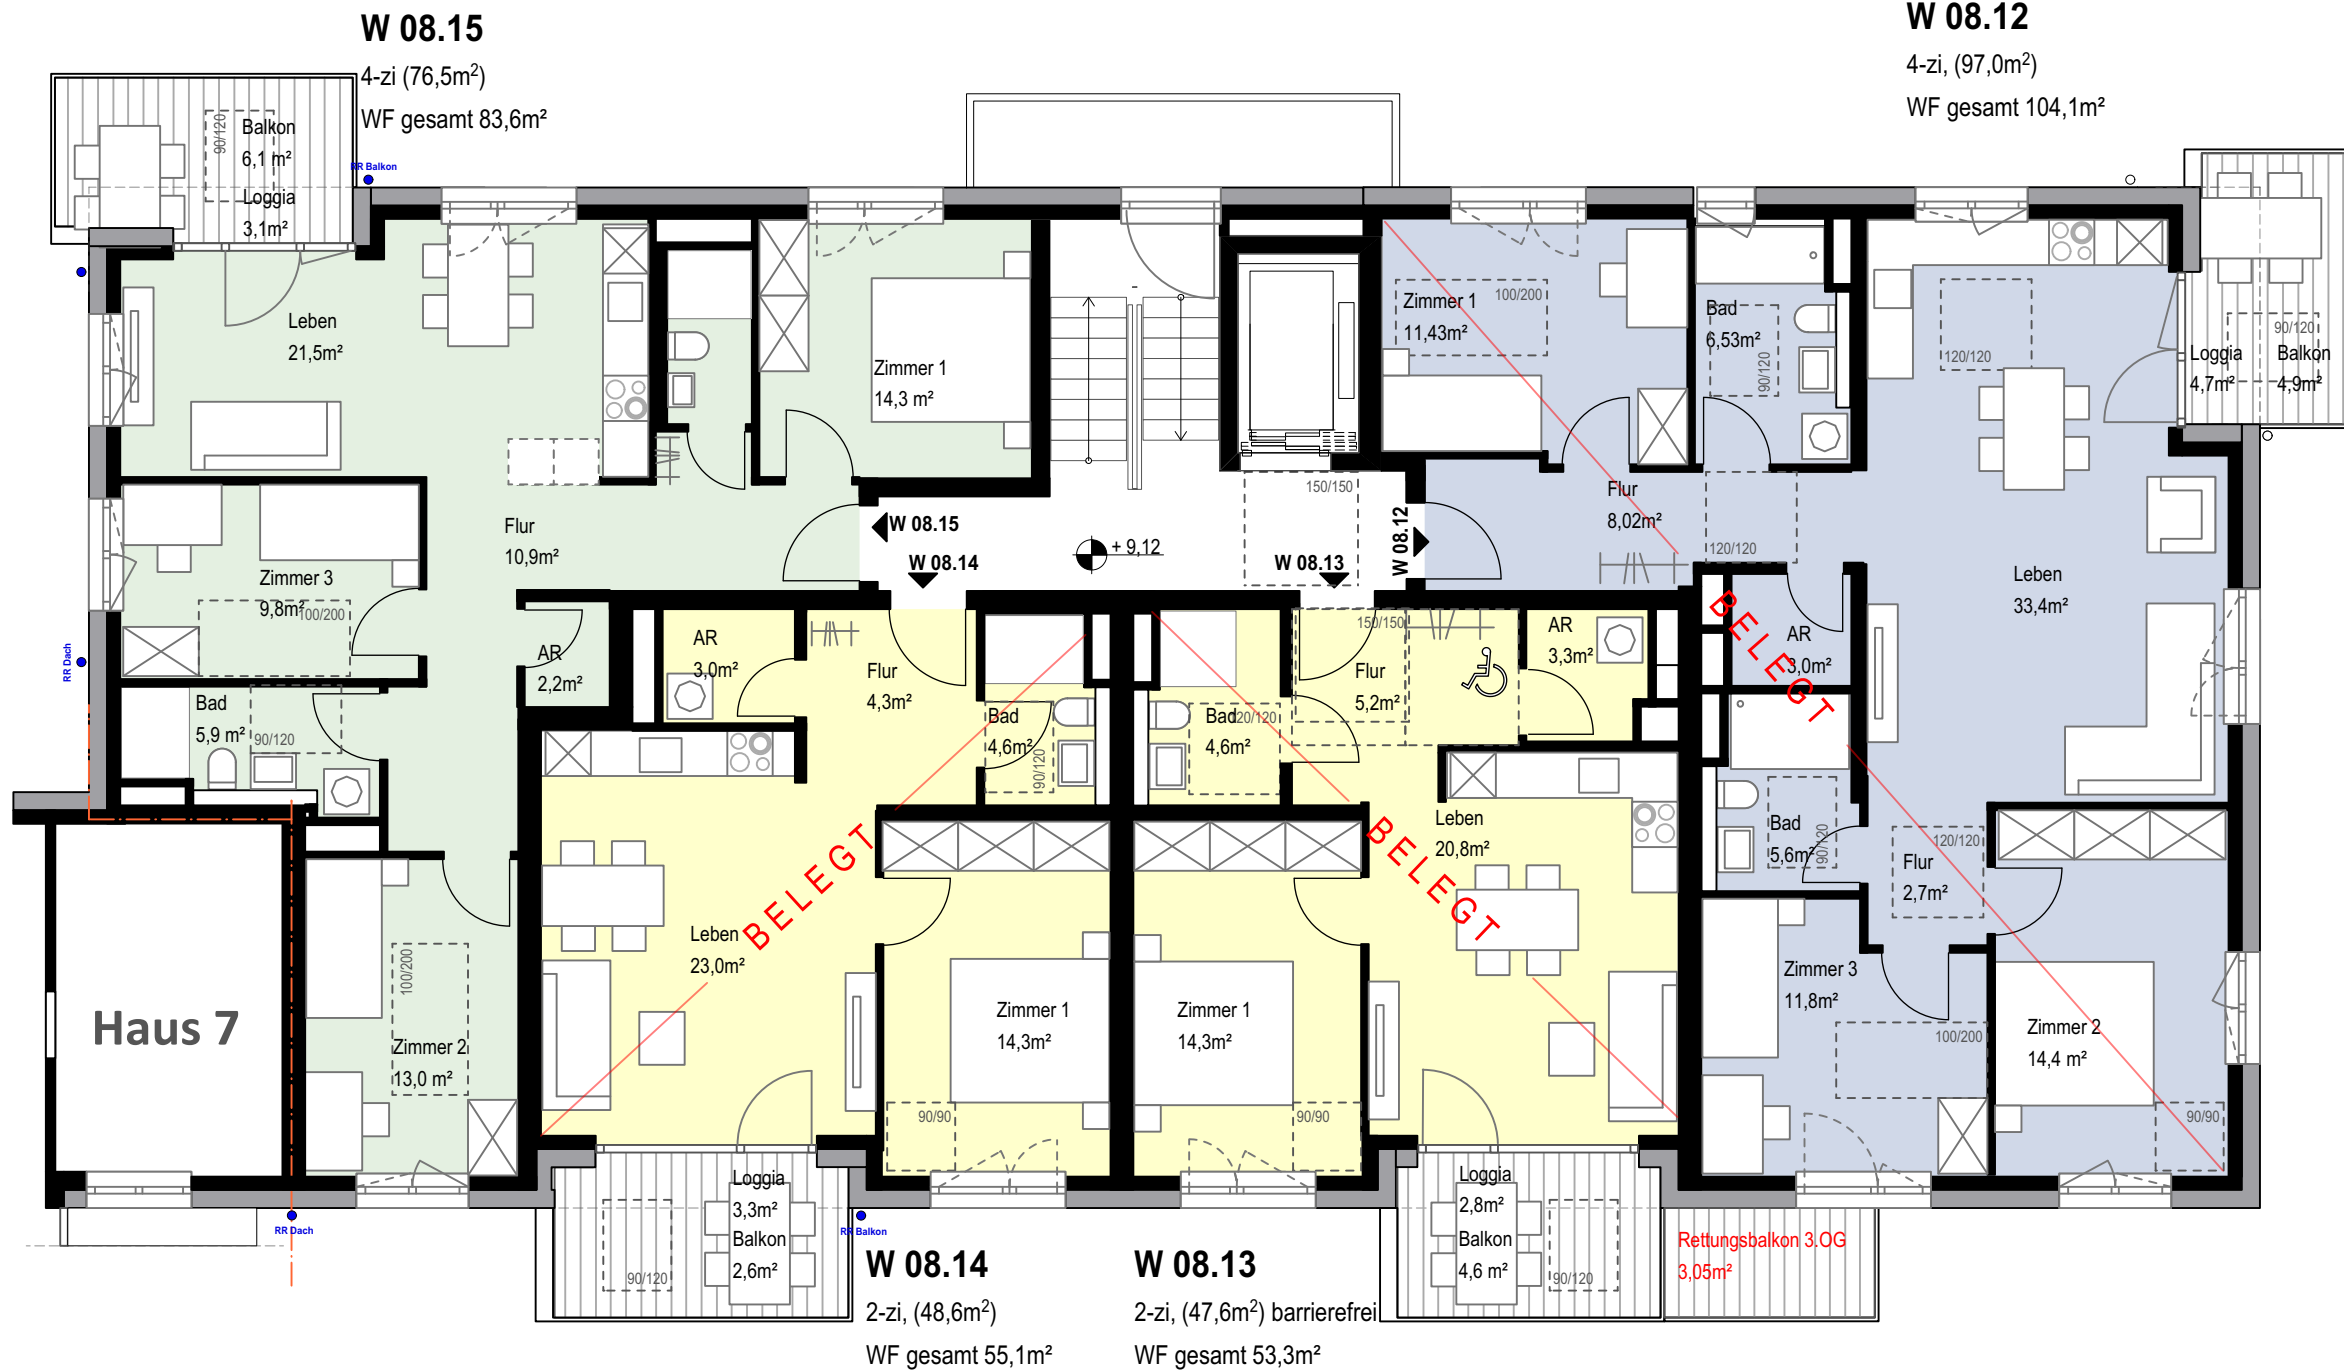 W 08.15
4-zi (76,5m²)
WF gesamt 83,6m²
W 08.12
4-zi, (97,0m²)
WF gesamt 104,1m²
90/120
Balkon
6,1 m²
Loggia
3,1m²
RR Balkon
Leben
21,5m²
Zimmer 1
14,3 m²
Flur
10,9m²
Zimmer 3
9,8m²
100/200
RR Dach
AR
2,2m²
Bad
5,9 m²
90/120
Zimmer 2
13,0 m²
100/200
Haus 7
RR Dach
W 08.15
W 08.14
+ 9,12
W 08.13
W 08.12
150/150
Zimmer 1
11,43m²
100/200
Bad
6,53m²
90/120
120/120
Loggia
4,7m²
Balkon
4,9m²
90/120
Flur
8,02m²
120/120
Leben
33,4m²
AR
3,0m²
BELEGT
Bad
5,6m²
90/120
Flur
2,7m²
120/120
Zimmer 3
11,8m²
100/200
Zimmer 2
14,4 m²
90/90
AR
3,0m²
Flur
4,3m²
Bad
4,6m²
90/120
Leben
23,0m²
BELEGT
Zimmer 1
14,3m²
90/90
Loggia
3,3m²
Balkon
2,6m²
90/120
RR Balkon
Bad
4,6m²
120/120
Flur
5,2m²
150/150
AR
3,3m²
Leben
20,8m²
BELEGT
Zimmer 1
14,3m²
90/90
Loggia
2,8m²
Balkon
4,6 m²
90/120
Rettungsbalkon 3.OG
3,05m²
W 08.14
2-zi, (48,6m²)
WF gesamt 55,1m²
W 08.13
2-zi, (47,6m²) barrierefrei
WF gesamt 53,3m²